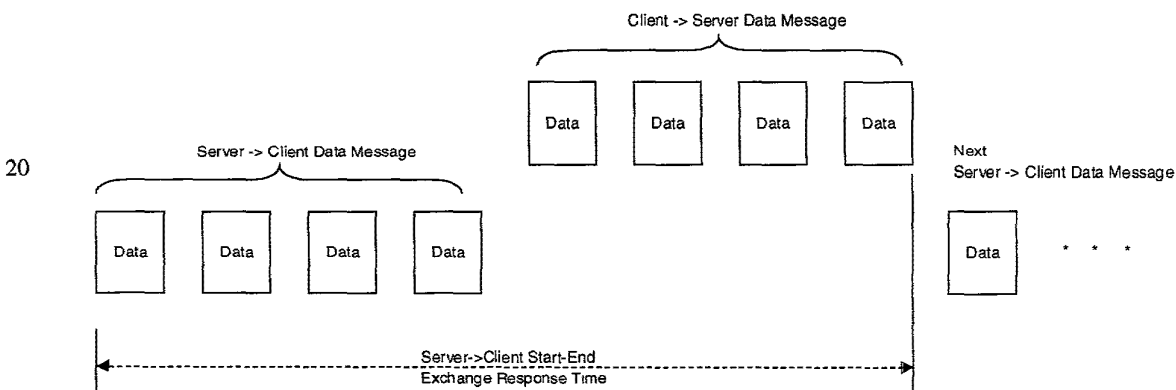 Client -> Server Data Message
Data Data Data Data
20
Server -> Client Data Message
Next
Server -> Client Data Message
Data Data Data Data
Data * * *
Server->Client Start-End
Exchange Response Time